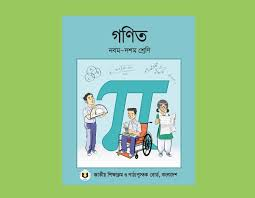 গণিত
নবম-দশম শ্রেণি
জাতীয় শিক্ষাক্রম ও পাঠ্যপুস্তক বোর্ড, বাংলাদেশ